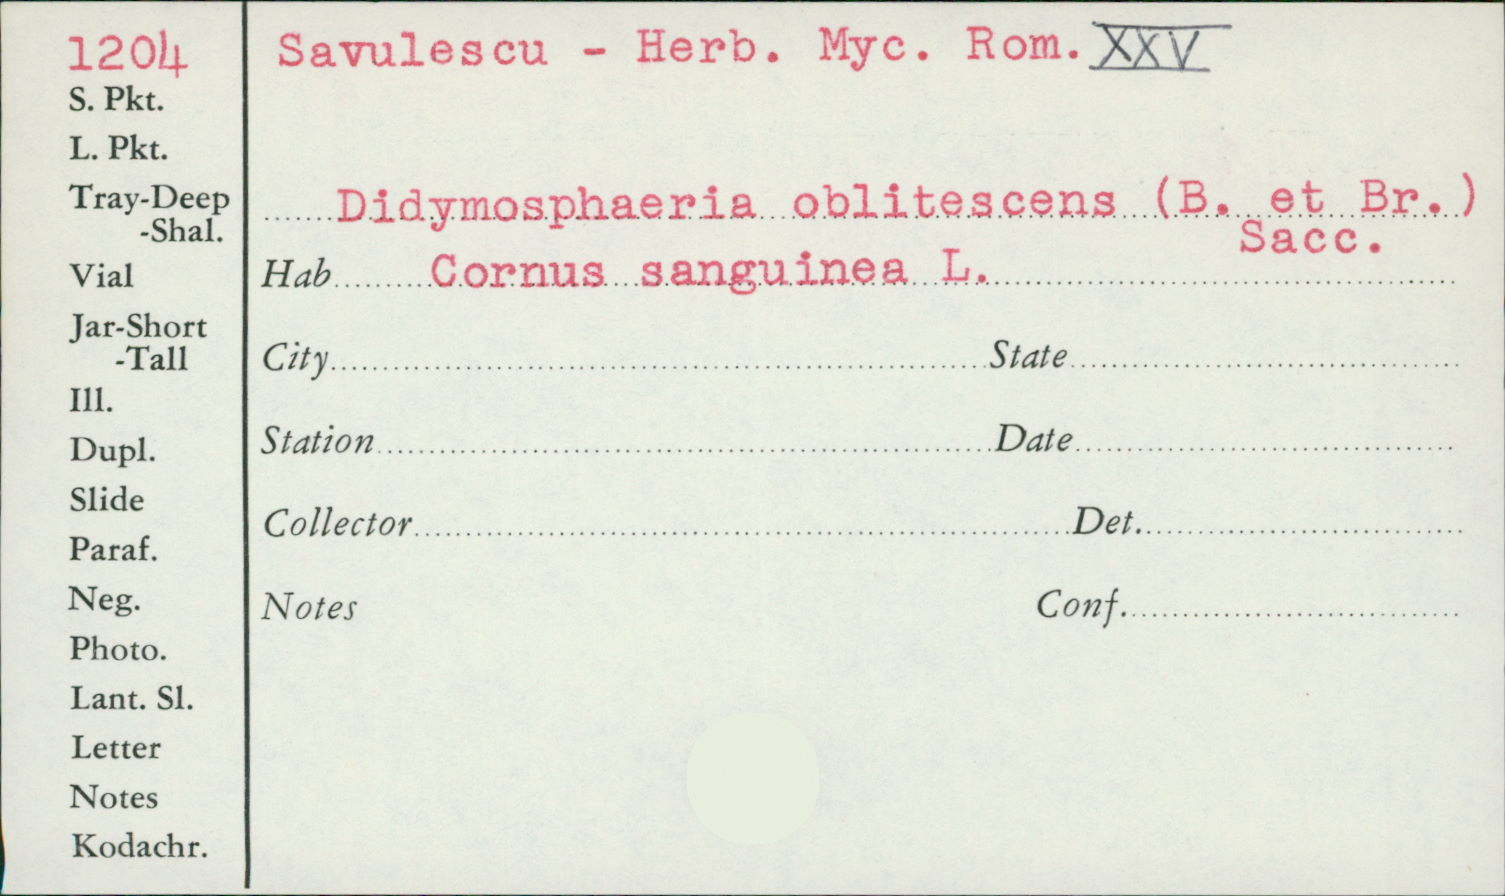 1204
S. Pkt.
L. Pkt.
Tray-Deep
-Shal.
Vial
Jar-Short
-Tall
Ill.
Dupl.
Slide
Paraf.
Neg.
Photo.
Lant. Sl.
Letter
Notes
Kodachr.
Savulescu - Herb. Myc. Rom. XXV
Didymosphaeria oblitescens (B. et Br.)
Sacc.
Hab Cornus sanguinea L.
City State
Station Date
Collector Det.
Notes Conf.